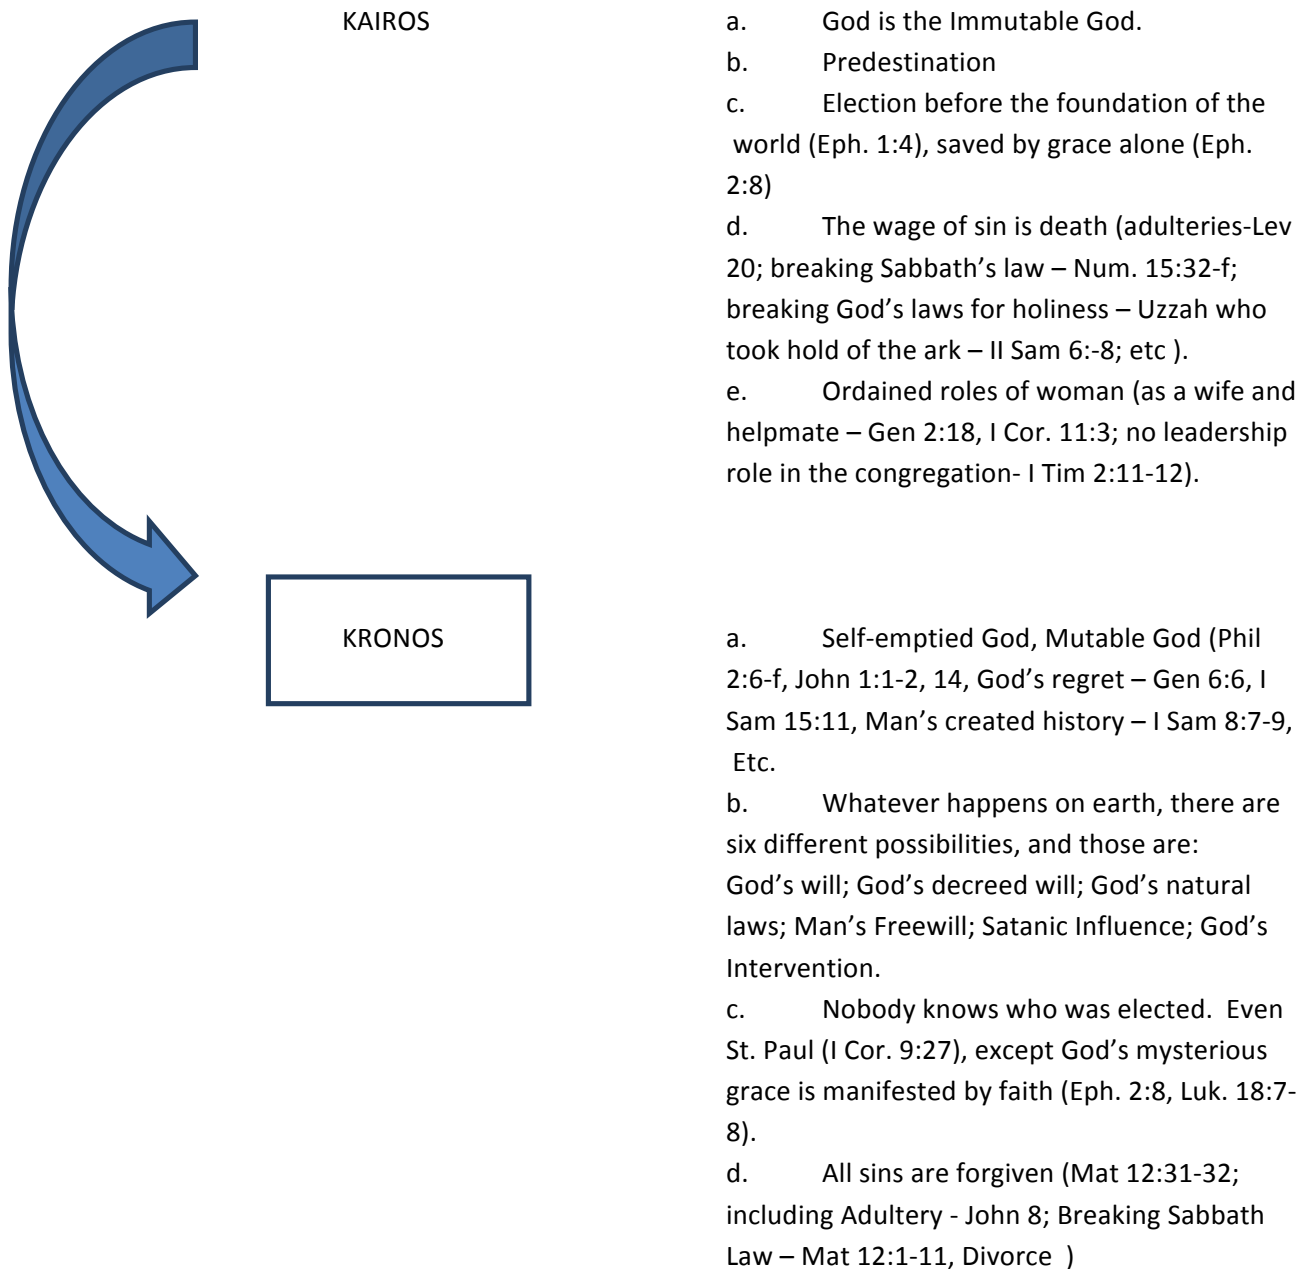 KAIROS
a. God is the Immutable God.
b. Predestination
c. Election before the foundation of the
world (Eph. 1:4), saved by grace alone (Eph.
2:8)
d. The wage of sin is death (adulteries-Lev
20; breaking Sabbath’s law – Num. 15:32-f;
breaking God’s laws for holiness – Uzzah who
took hold of the ark – II Sam 6:-8; etc ).
e. Ordained roles of woman (as a wife and
helpmate – Gen 2:18, I Cor. 11:3; no leadership
role in the congregation- I Tim 2:11-12).
KRONOS
a. Self-emptied God, Mutable God (Phil
2:6-f, John 1:1-2, 14, God’s regret – Gen 6:6, I
Sam 15:11, Man’s created history – I Sam 8:7-9,
Etc.
b. Whatever happens on earth, there are
six different possibilities, and those are:
God’s will; God’s decreed will; God’s natural
laws; Man’s Freewill; Satanic Influence; God’s
Intervention.
c. Nobody knows who was elected. Even
St. Paul (I Cor. 9:27), except God’s mysterious
grace is manifested by faith (Eph. 2:8, Luk. 18:7-
8).
d. All sins are forgiven (Mat 12:31-32;
including Adultery - John 8; Breaking Sabbath
Law – Mat 12:1-11, Divorce )